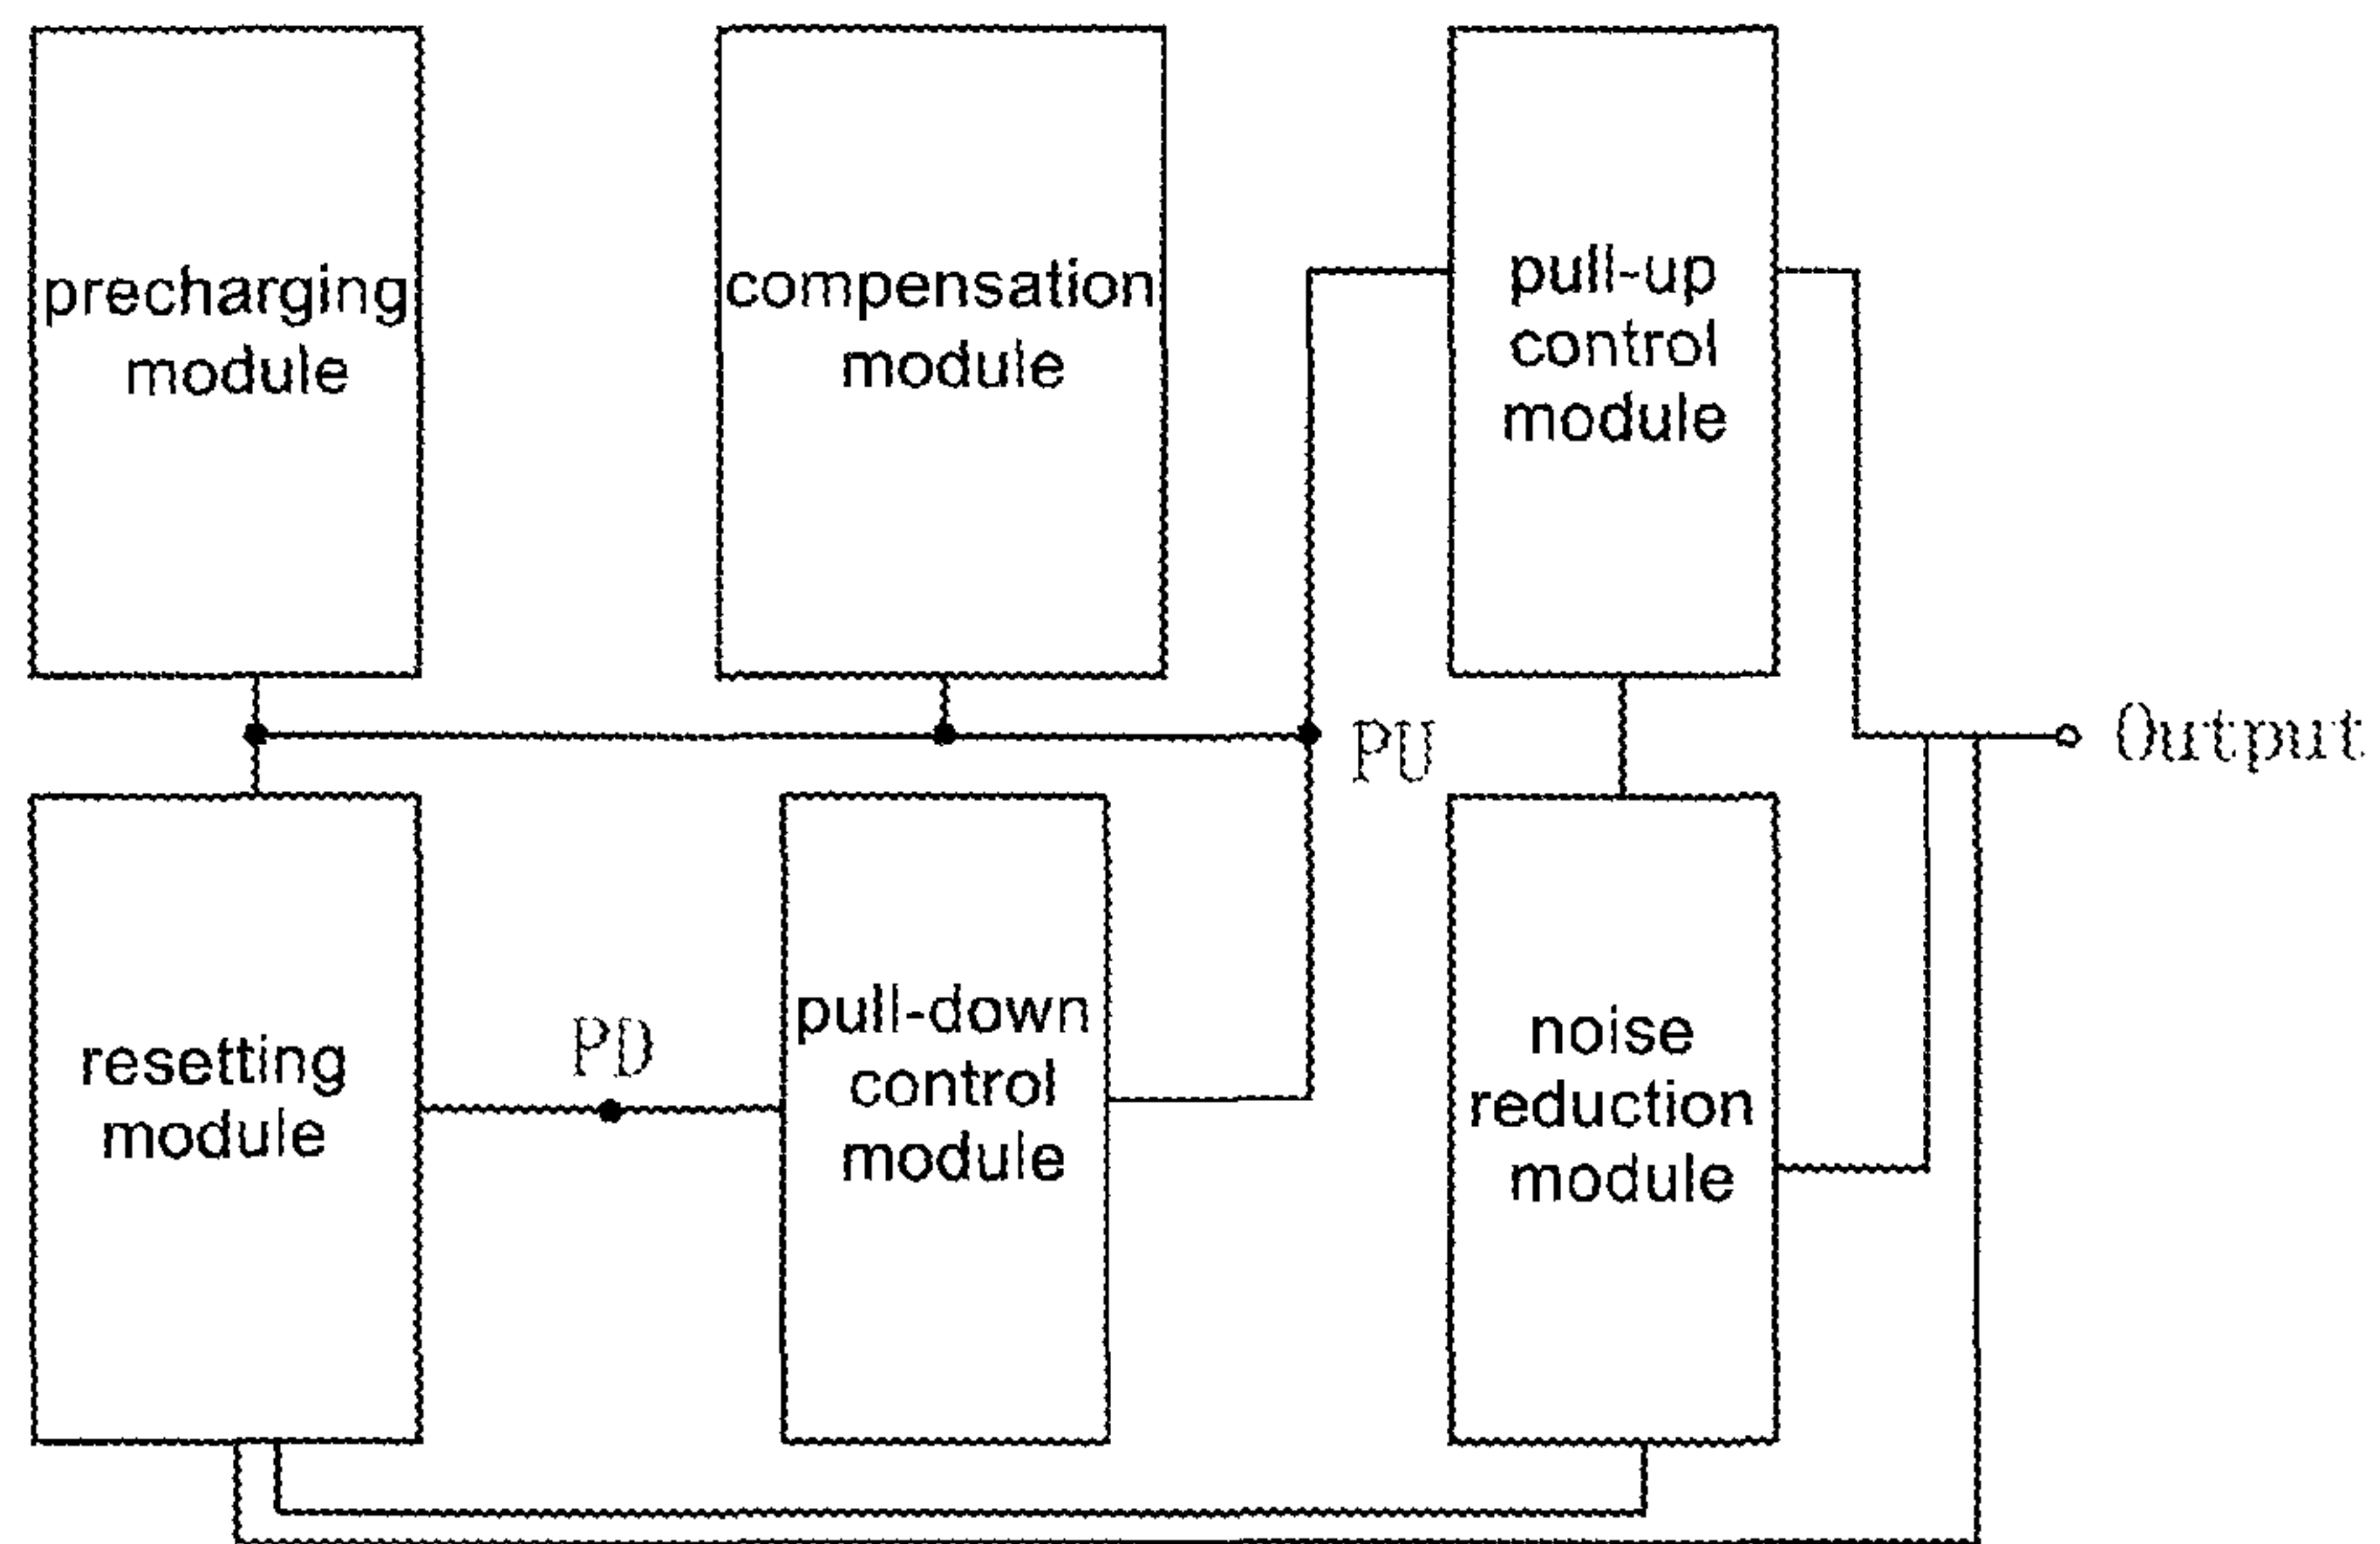 precharging
module
compensation
module
pull-up
control
module
PU
Output
resetting
module
PD
pull-down
control
module
noise
reduction
module